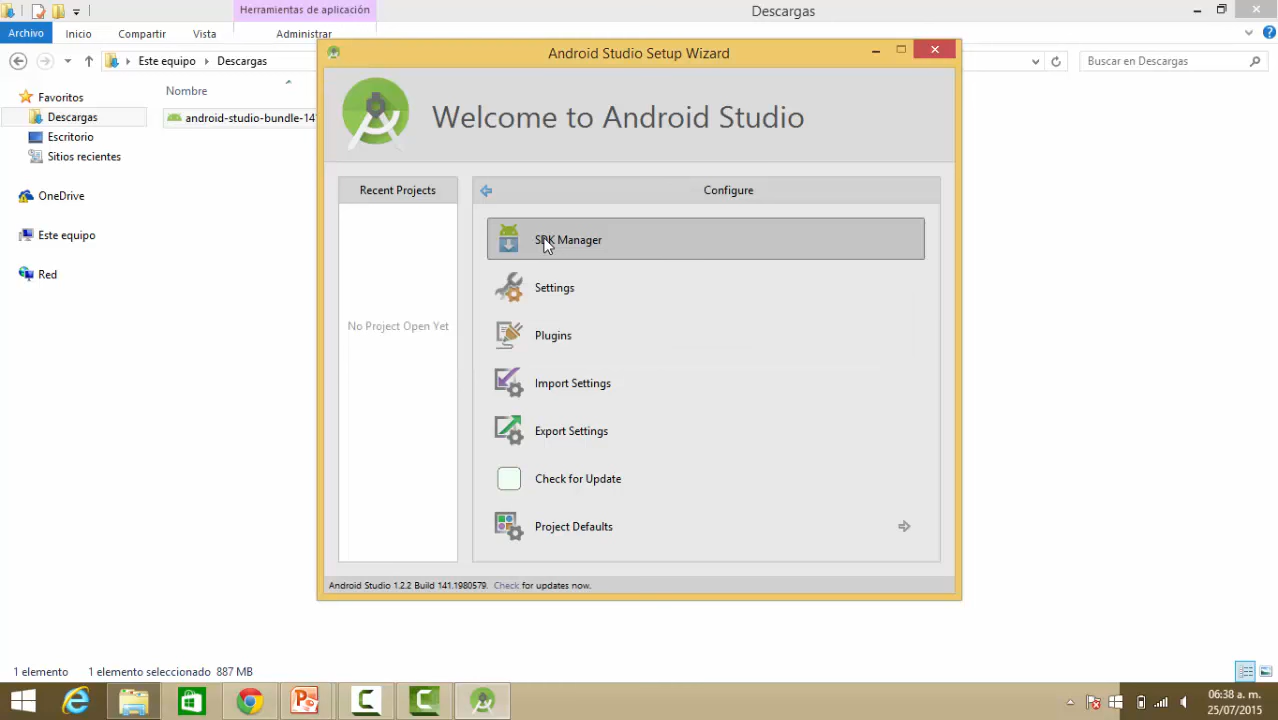 Herramientas de aplicación
Descargas
Archivo
Inicio
Compartir
Vista
Administrar
Este equipo
Descargas
Buscar en Descargas
Favoritos
Descargas
Escritorio
Sitios recientes
OneDrive
Este equipo
Red
Nombre
android-studio-bundle-14
Android Studio Setup Wizard
Welcome to Android Studio
Recent Projects
No Project Open Yet
Configure
SDK Manager
Settings
Plugins
Import Settings
Export Settings
Check for Update
Project Defaults
Android Studio 1.2.2 Build 141.1980579. Check for updates now.
1 elemento
1 elemento seleccionado 887 MB
06:38 a. m.
25/07/2015